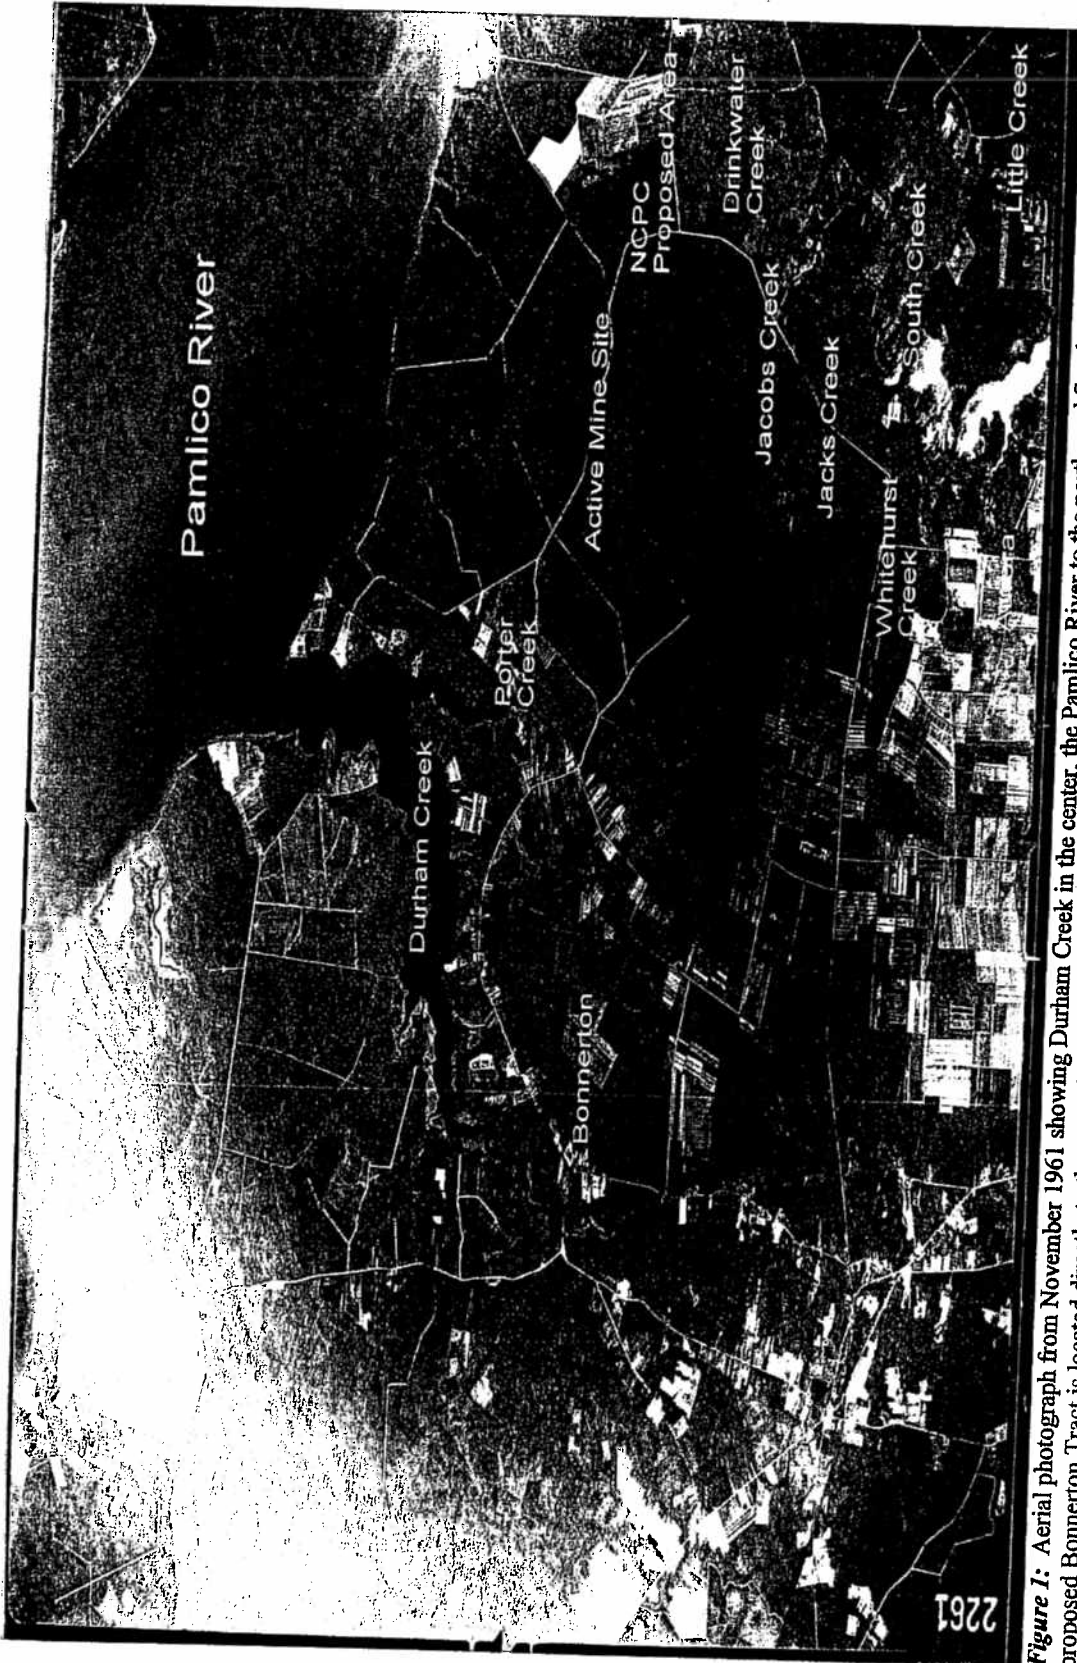 Pamlico River
Durham Creek
Porter
Creek
Bonnerton
Active Mine Site
NCPC
Proposed Area
Drinkwater
Creek
Jacobs Creek
Jacks Creek
Whitehurst
Creek
South Creek
Little Creek
2261
Figure 1: Aerial photograph from November 1961 showing Durham Creek in the center, the Pamlico River to the north, and
proposed Bonnerton Tract is located directly